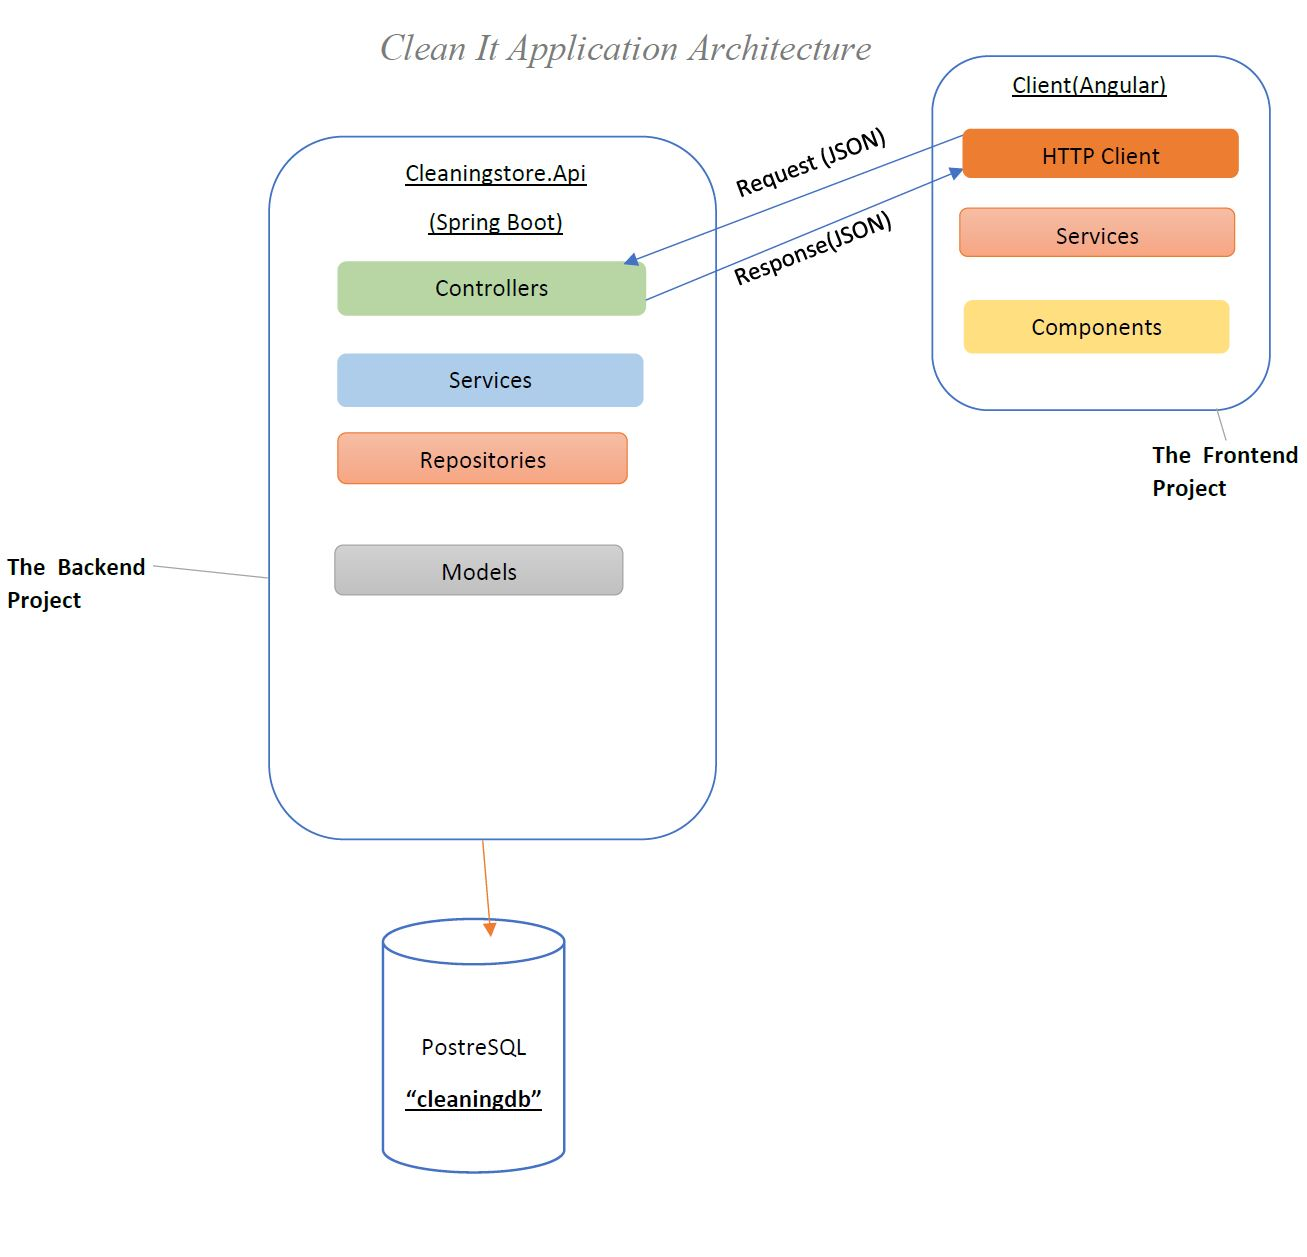 Clean It Application Architecture
Client(Angular)
HTTP Client
Services
Components
The Frontend
Project
Request (JSON)
Response(JSON)
Cleaningstore.Api
(Spring Boot)
Controllers
Services
Repositories
Models
The Backend
Project
PostreSQL
“cleaningdb”